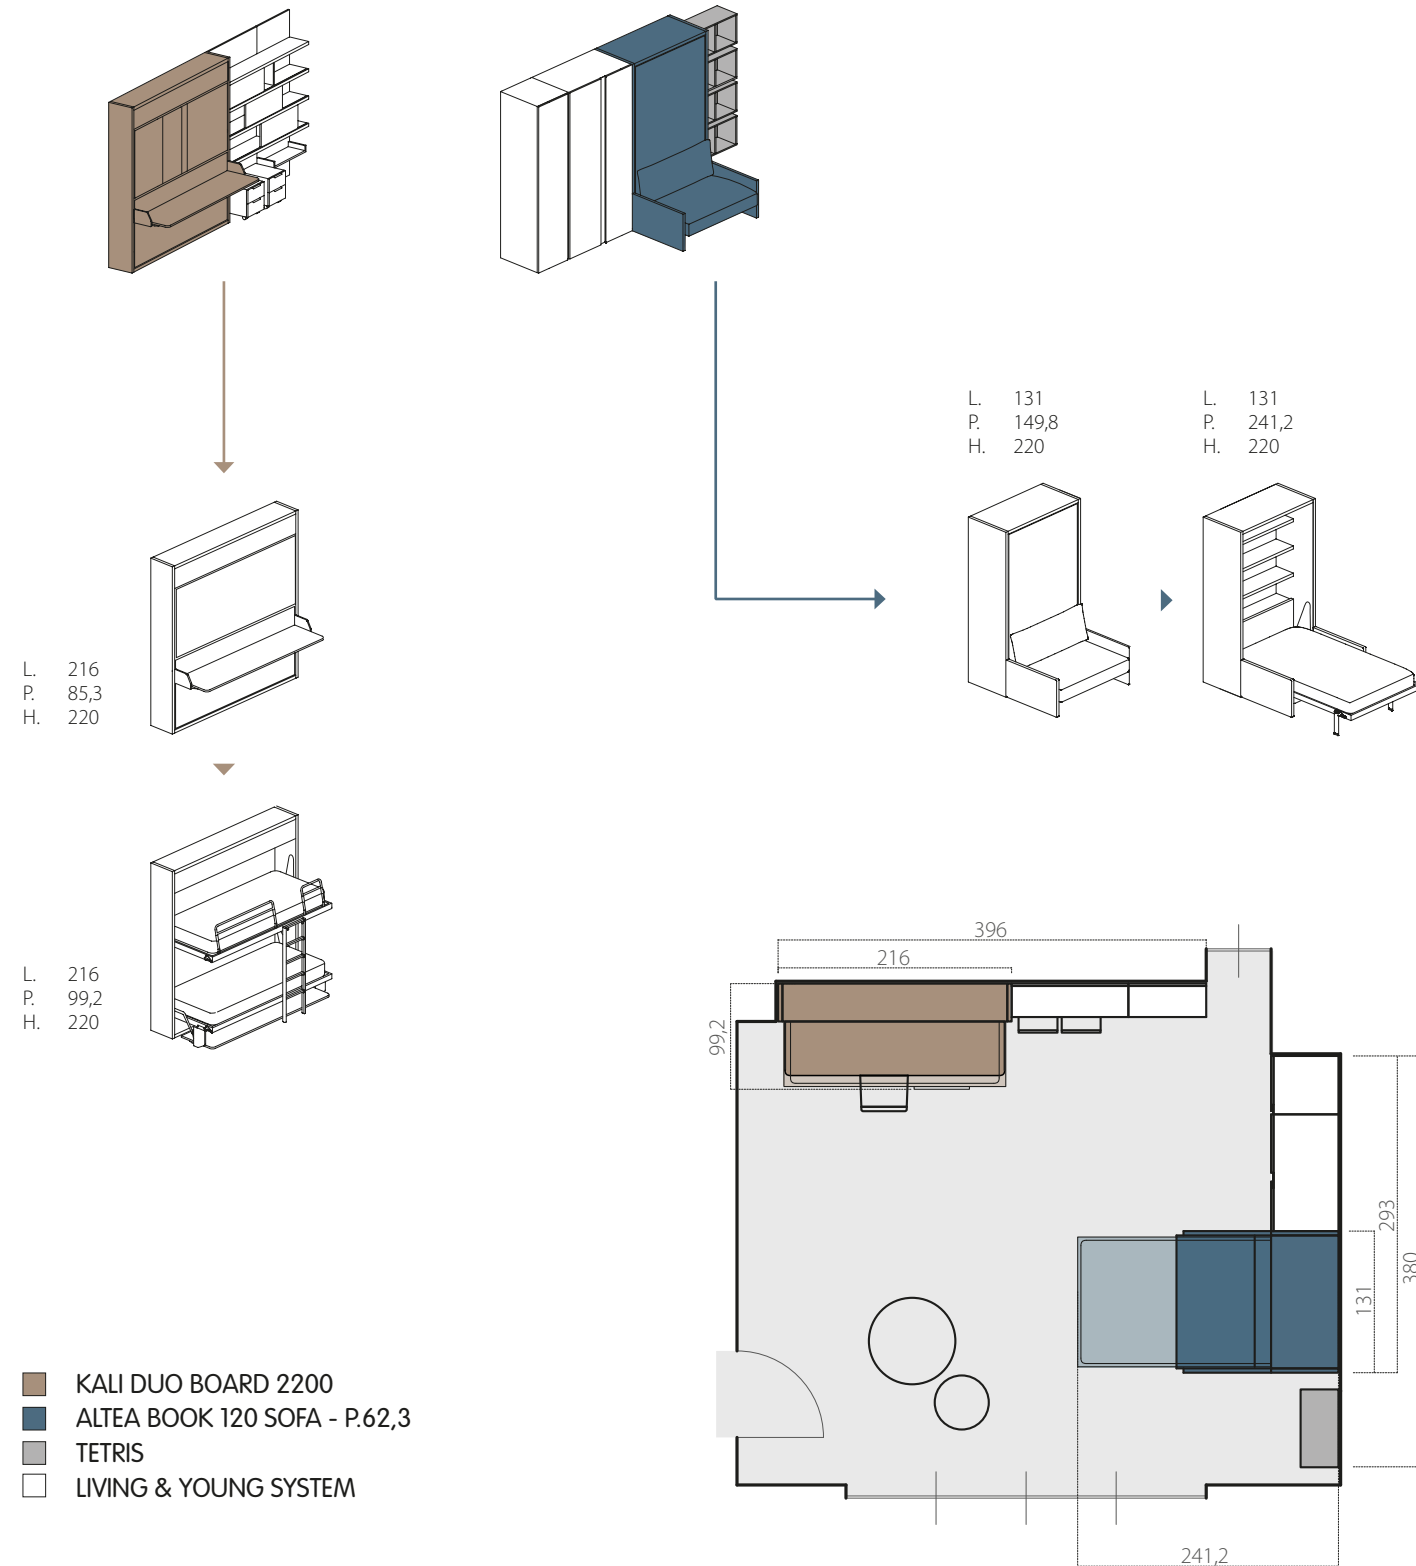 L. 131
P. 149,8
H. 220
L. 131
P. 241,2
H. 220
L. 216
P. 85,3
H. 220
L. 216
P. 99,2
H. 220
396
216
99,2
293
380
131
241,2
KALI DUO BOARD 2200
ALTEA BOOK 120 SOFA - P.62,3
TETRIS
LIVING & YOUNG SYSTEM